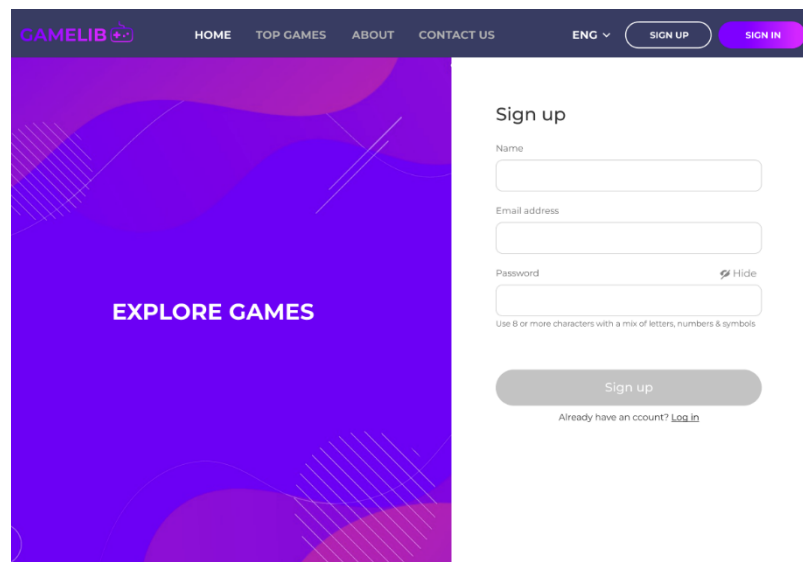 GAMELIB
HOME TOP GAMES ABOUT CONTACT US ENG SIGN UP SIGN IN
Sign up
Name
Email address
Password Hide
Use 8 or more characters with a mix of letters, numbers & symbols
EXPLORE GAMES
Sign up
Already have an ccount? Log in